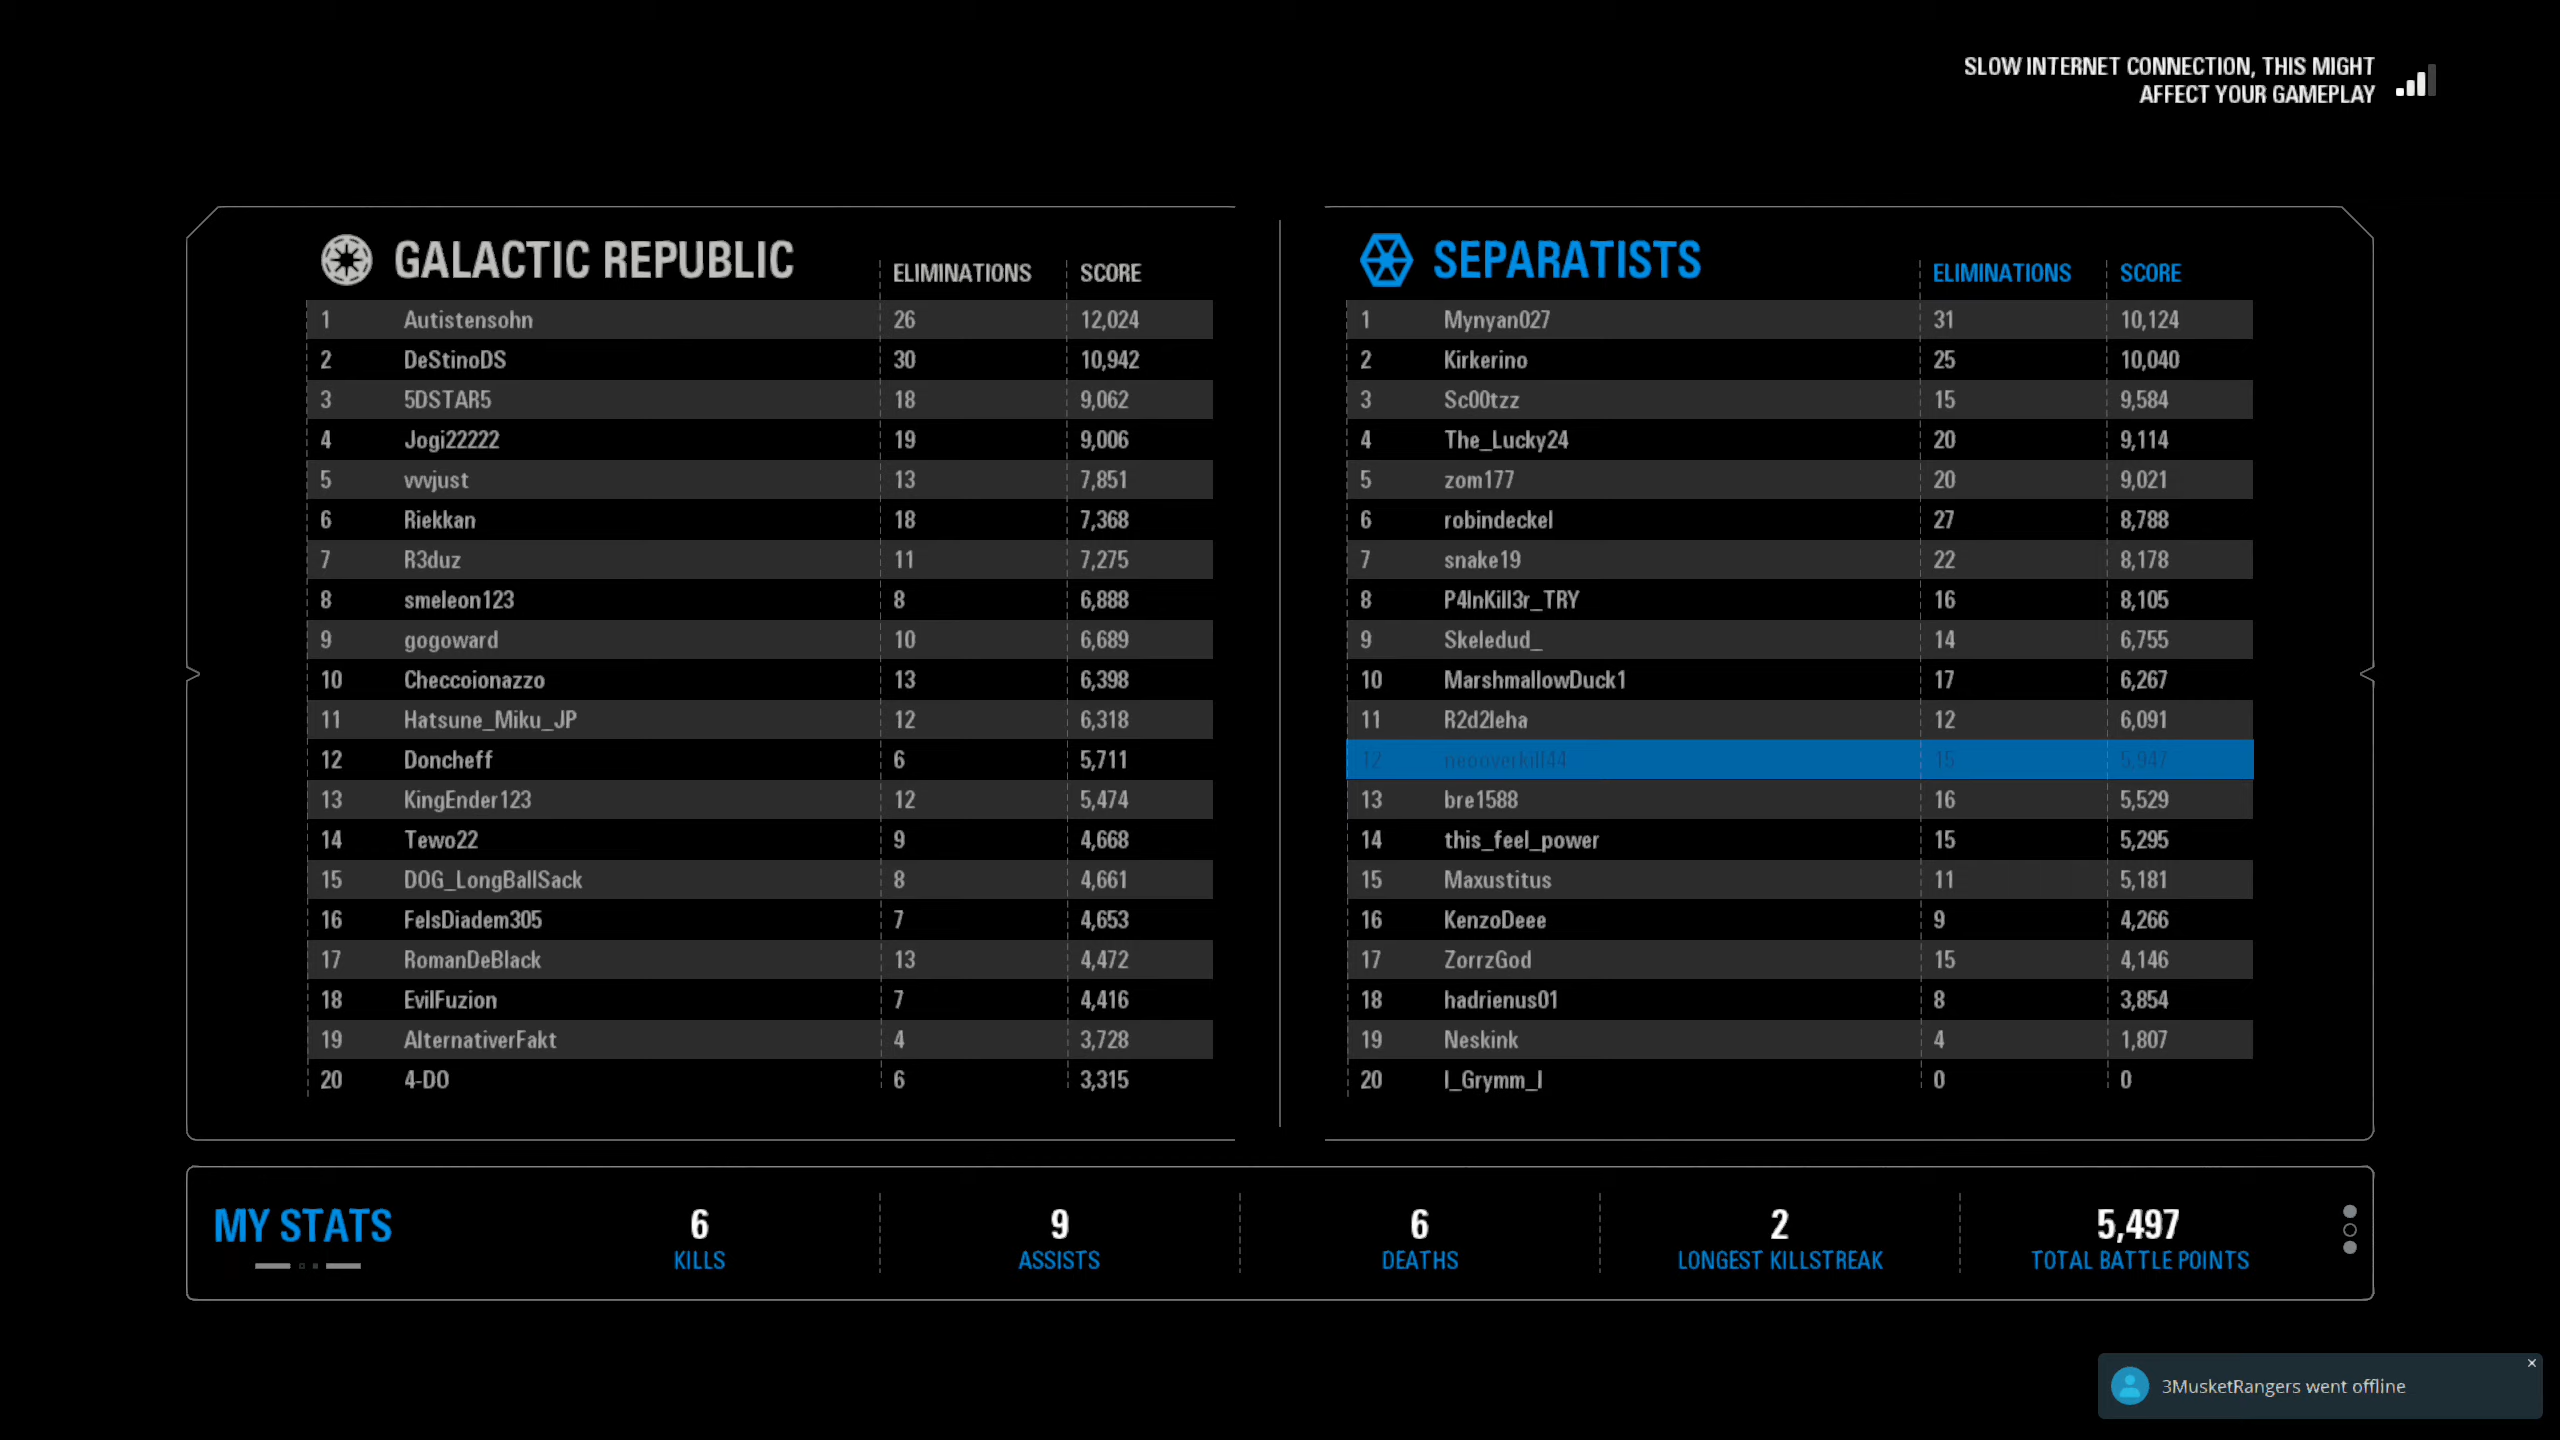 SLOW INTERNET CONNECTION, THIS MIGHT
AFFECT YOUR GAMEPLAY
GALACTIC REPUBLIC ELIMINATIONS SCORE
1 Autistensohn 26 12,024
2 DeStinoDS 30 10,942
3 5DSTAR5 18 9,062
4 Jogi22222 19 9,006
5 vvvjust 13 7,851
6 Riekkan 18 7,368
7 R3duz 11 7,275
8 smeleon123 8 6,888
9 gogoward 10 6,689
10 Checcoionazzo 13 6,398
11 Hatsune_Miku_JP 12 6,318
12 Doncheff 6 5,711
13 KingEnder123 12 5,474
14 Tewo22 9 4,668
15 DOG_LongBallSack 8 4,661
16 FelsDiadem305 7 4,653
17 RomanDeBlack 13 4,472
18 EvilFuzion 7 4,416
19 AlternativerFakt 4 3,728
20 4-DO 6 3,315
SEPARATISTS ELIMINATIONS SCORE
1 Mynyan027 31 10,124
2 Kirkerino 25 10,040
3 Sc00tzz 15 9,584
4 The_Lucky24 20 9,114
5 zom177 20 9,021
6 robindeckel 27 8,788
7 snake19 22 8,178
8 P4InKill3r_TRY 16 8,105
9 Skeledud_ 14 6,755
10 MarshmallowDuck1 17 6,267
11 R2d2leha 12 6,091
12 neooverkill44 15 5,947
13 bre1588 16 5,529
14 this_feel_power 15 5,295
15 Maxustitus 11 5,181
16 KenzoDeee 9 4,266
17 ZorrzGod 15 4,146
18 hadrienus01 8 3,854
19 Neskink 4 1,807
20 I_Grymm_I 0 0
MY STATS
6 9 6 2 5,497
KILLS ASSISTS DEATHS LONGEST KILLSTREAK TOTAL BATTLE POINTS
3MusketRangers went offline